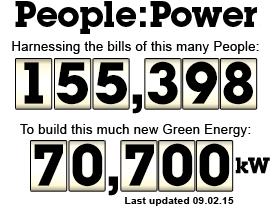 People:Power
Harnessing the bills of this many People:
155,398
To build this much new Green Energy:
70,700 kW
Last updated 09.02.15